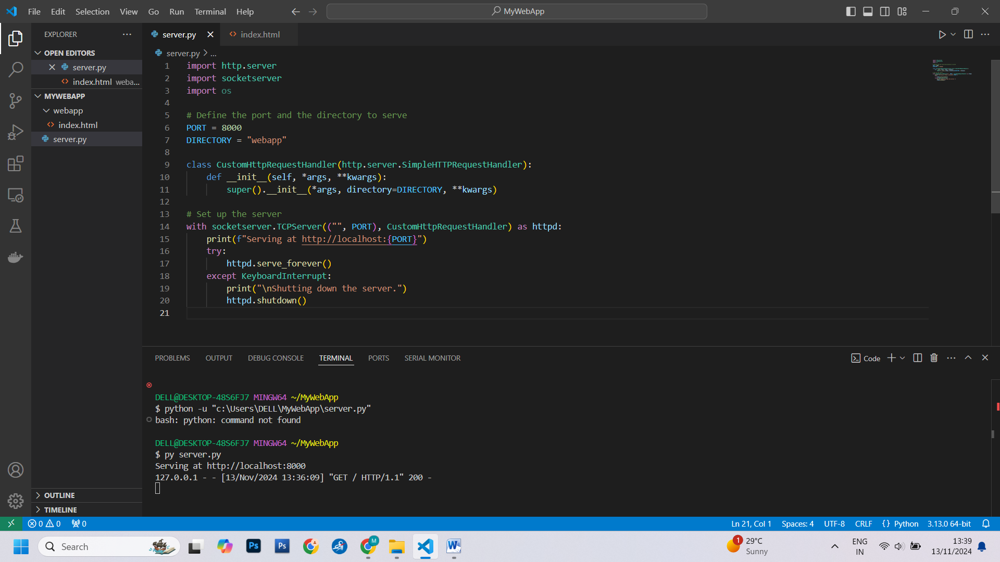 File Edit Selection View Go Run Terminal Help
MyWebApp
EXPLORER
OPEN EDITORS
server.py
index.html weba...
MYWEBAPP
webapp
index.html
server.py
OUTLINE
TIMELINE
server.py
index.html
server.py > ...
1 import http.server
2 import socketserver
3 import os
4
5 # Define the port and the directory to serve
6 PORT = 8000
7 DIRECTORY = "webapp"
8
9 class CustomHttpRequestHandler(http.server.SimpleHTTPRequestHandler):
10     def __init__(self, *args, **kwargs):
11         super().__init__(*args, directory=DIRECTORY, **kwargs)
12
13 # Set up the server
14 with socketserver.TCPServer(("", PORT), CustomHttpRequestHandler) as httpd:
15     print(f"Serving at http://localhost:{PORT}")
16     try:
17         httpd.serve_forever()
18     except KeyboardInterrupt:
19         print("\nShutting down the server.")
20         httpd.shutdown()
21
PROBLEMS OUTPUT DEBUG CONSOLE TERMINAL PORTS SERIAL MONITOR
Code
DELL@DESKTOP-48S6FJ7 MINGW64 ~/MyWebApp
$ python -u "c:\Users\DELL\MyWebApp\server.py"
bash: python: command not found
DELL@DESKTOP-48S6FJ7 MINGW64 ~/MyWebApp
$ py server.py
Serving at http://localhost:8000
127.0.0.1 - - [13/Nov/2024 13:36:09] "GET / HTTP/1.1" 200 -
0 0 0
Ln 21, Col 1 Spaces: 4 UTF-8 CRLF {} Python 3.13.0 64-bit
Search
Ps
Ps
M
W
1
29°C
Sunny
ENG
IN
13:39
13/11/2024